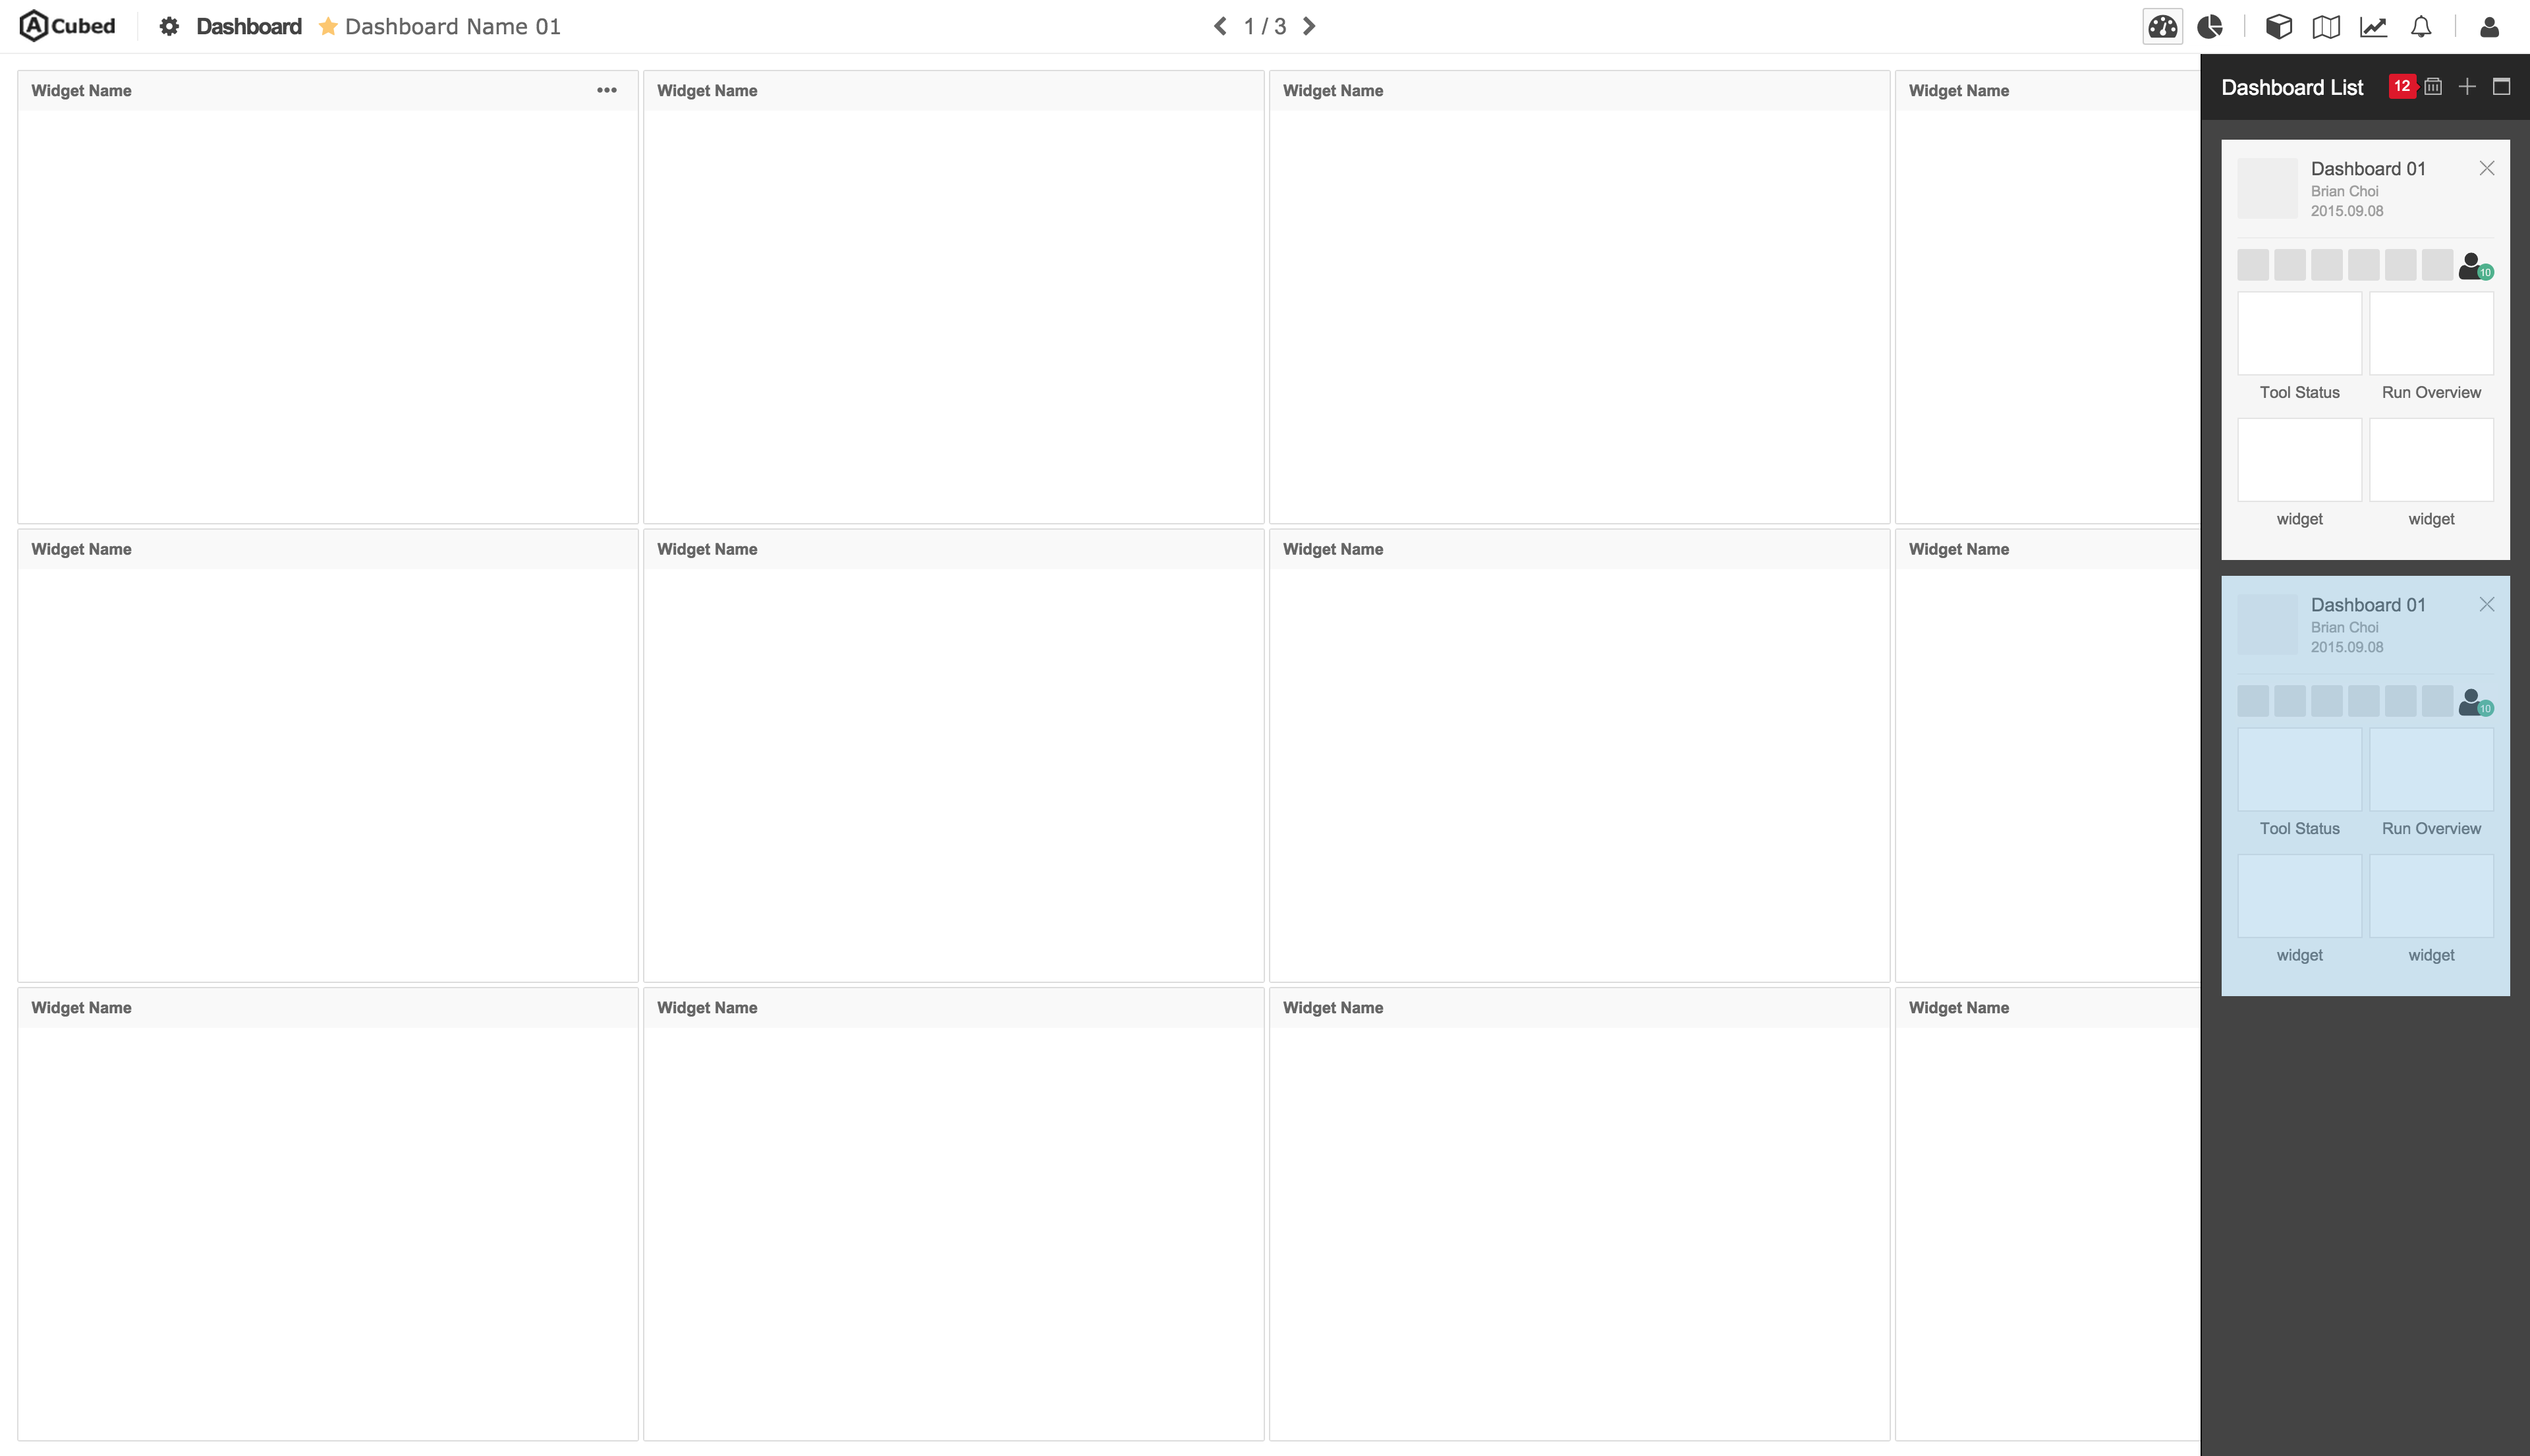 A Cubed Dashboard Dashboard Name 01 1 / 3
Widget Name Widget Name Widget Name Widget Name
Widget Name Widget Name Widget Name Widget Name
Widget Name Widget Name Widget Name Widget Name
Dashboard List 12
Dashboard 01
Brian Choi
2015.09.08
10
Tool Status Run Overview
widget widget
Dashboard 01
Brian Choi
2015.09.08
10
Tool Status Run Overview
widget widget